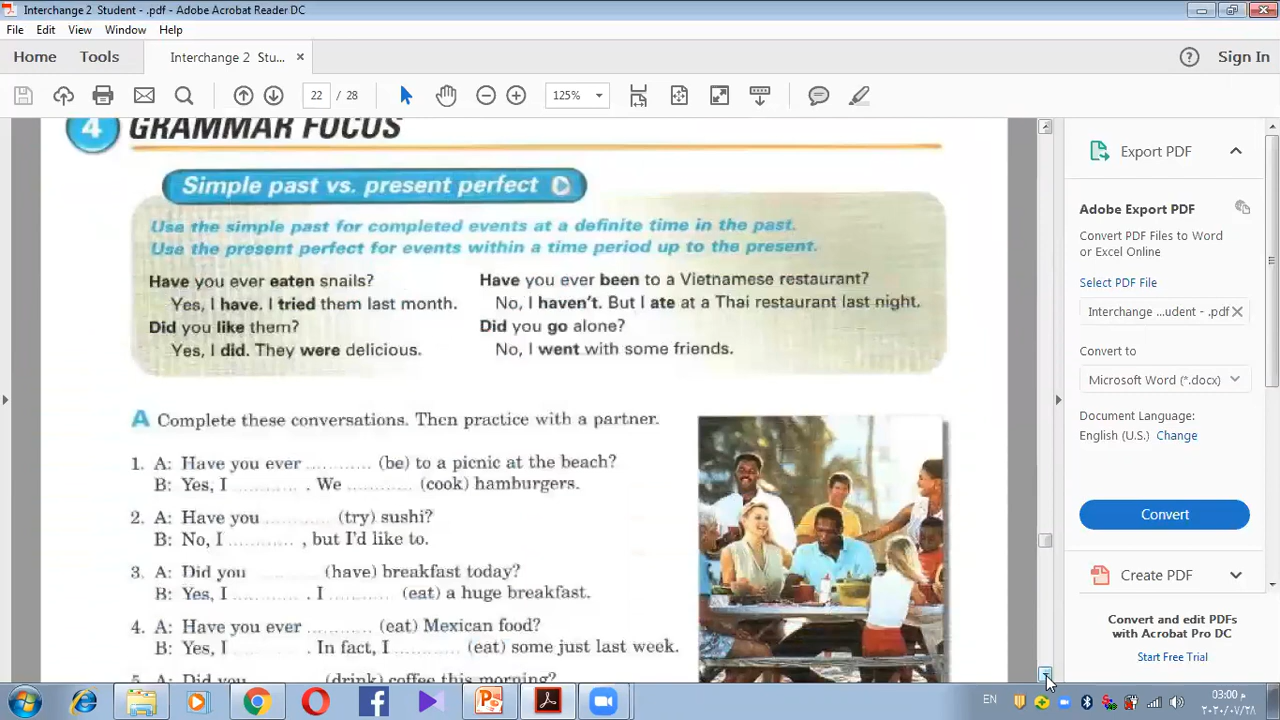 Interchange 2 Student - .pdf - Adobe Acrobat Reader DC
File Edit View Window Help
Home Tools Interchange 2 Stu... × Sign In
22 / 28 125%
4 GRAMMAR FOCUS
Simple past vs. present perfect
Use the simple past for completed events at a definite time in the past.
Use the present perfect for events within a time period up to the present.
Have you ever eaten snails?
Yes, I have. I tried them last month.
Did you like them?
Yes, I did. They were delicious.
Have you ever been to a Vietnamese restaurant?
No, I haven't. But I ate at a Thai restaurant last night.
Did you go alone?
No, I went with some friends.
A Complete these conversations. Then practice with a partner.
1. A: Have you ever ............ (be) to a picnic at the beach?
B: Yes, I ............ . We ............ (cook) hamburgers.
2. A: Have you ............ (try) sushi?
B: No, I ............ , but I'd like to.
3. A: Did you ............ (have) breakfast today?
B: Yes, I ............ . I ............ (eat) a huge breakfast.
4. A: Have you ever ............ (eat) Mexican food?
B: Yes, I ............ . In fact, I ............ (eat) some just last week.
5. A: Did you ............ (drink) coffee this morning?
Export PDF
Adobe Export PDF
Convert PDF Files to Word
or Excel Online
Select PDF File
Interchange ...udent - .pdf ×
Convert to
Microsoft Word (*.docx)
Document Language:
English (U.S.) Change
Convert
Create PDF
Convert and edit PDFs
with Acrobat Pro DC
Start Free Trial
EN
03:00 م
٢٠٢٠/٠٧/٢٨